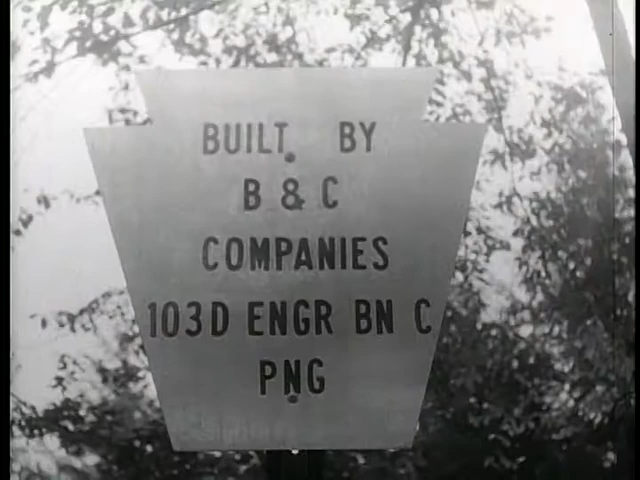 BUILT BY
B & C
COMPANIES
103D ENGR BN C
PNG